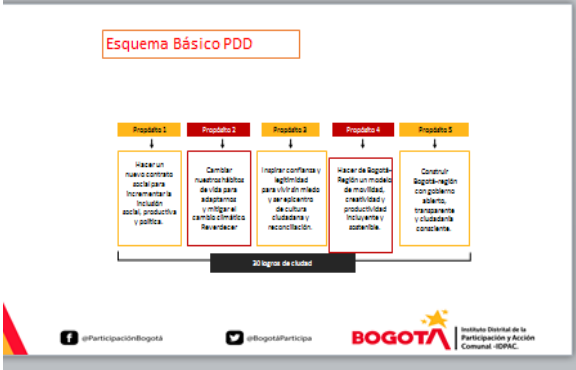 Esquema Básico PDD
Propósito 1
Propósito 2
Propósito 3
Propósito 4
Propósito 5
Hacer un
nuevo contrato
social para
incrementar la
inclusión
social, productiva
y política.
Cambiar
nuestros hábitos
de vida para
adaptarnos
y mitigar el
cambio climático
Reverdecer
Inspirar confianza y
legitimidad
para vivir sin miedo
y ser epicentro
de cultura
ciudadana y
reconciliación.
Hacer de Bogotá-
Región un modelo
de movilidad,
creatividad y
productividad
incluyente y
sostenible.
Construir
Bogotá-región
con gobierno
abierto,
transparente
y ciudadanía
consciente.
30 logros de ciudad
@ParticipaciónBogotá
@BogotáParticipa
BOGOTÁ
Instituto Distrital de la
Participación y Acción
Comunal -IDPAC.